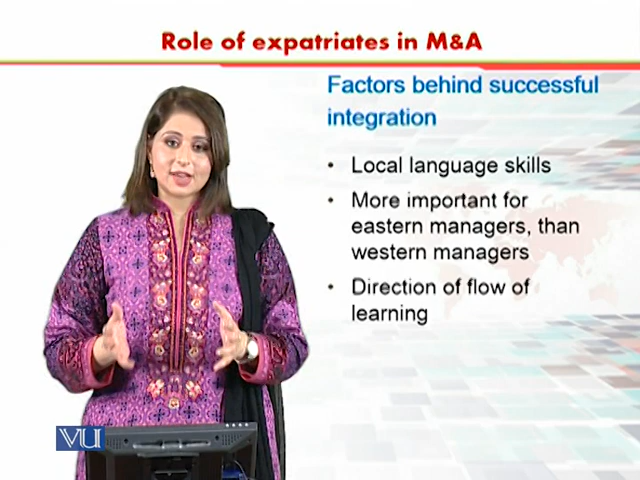 Role of expatriates in M&A
Factors behind successful
integration
• Local language skills
• More important for
eastern managers, than
western managers
• Direction of flow of
learning
VU